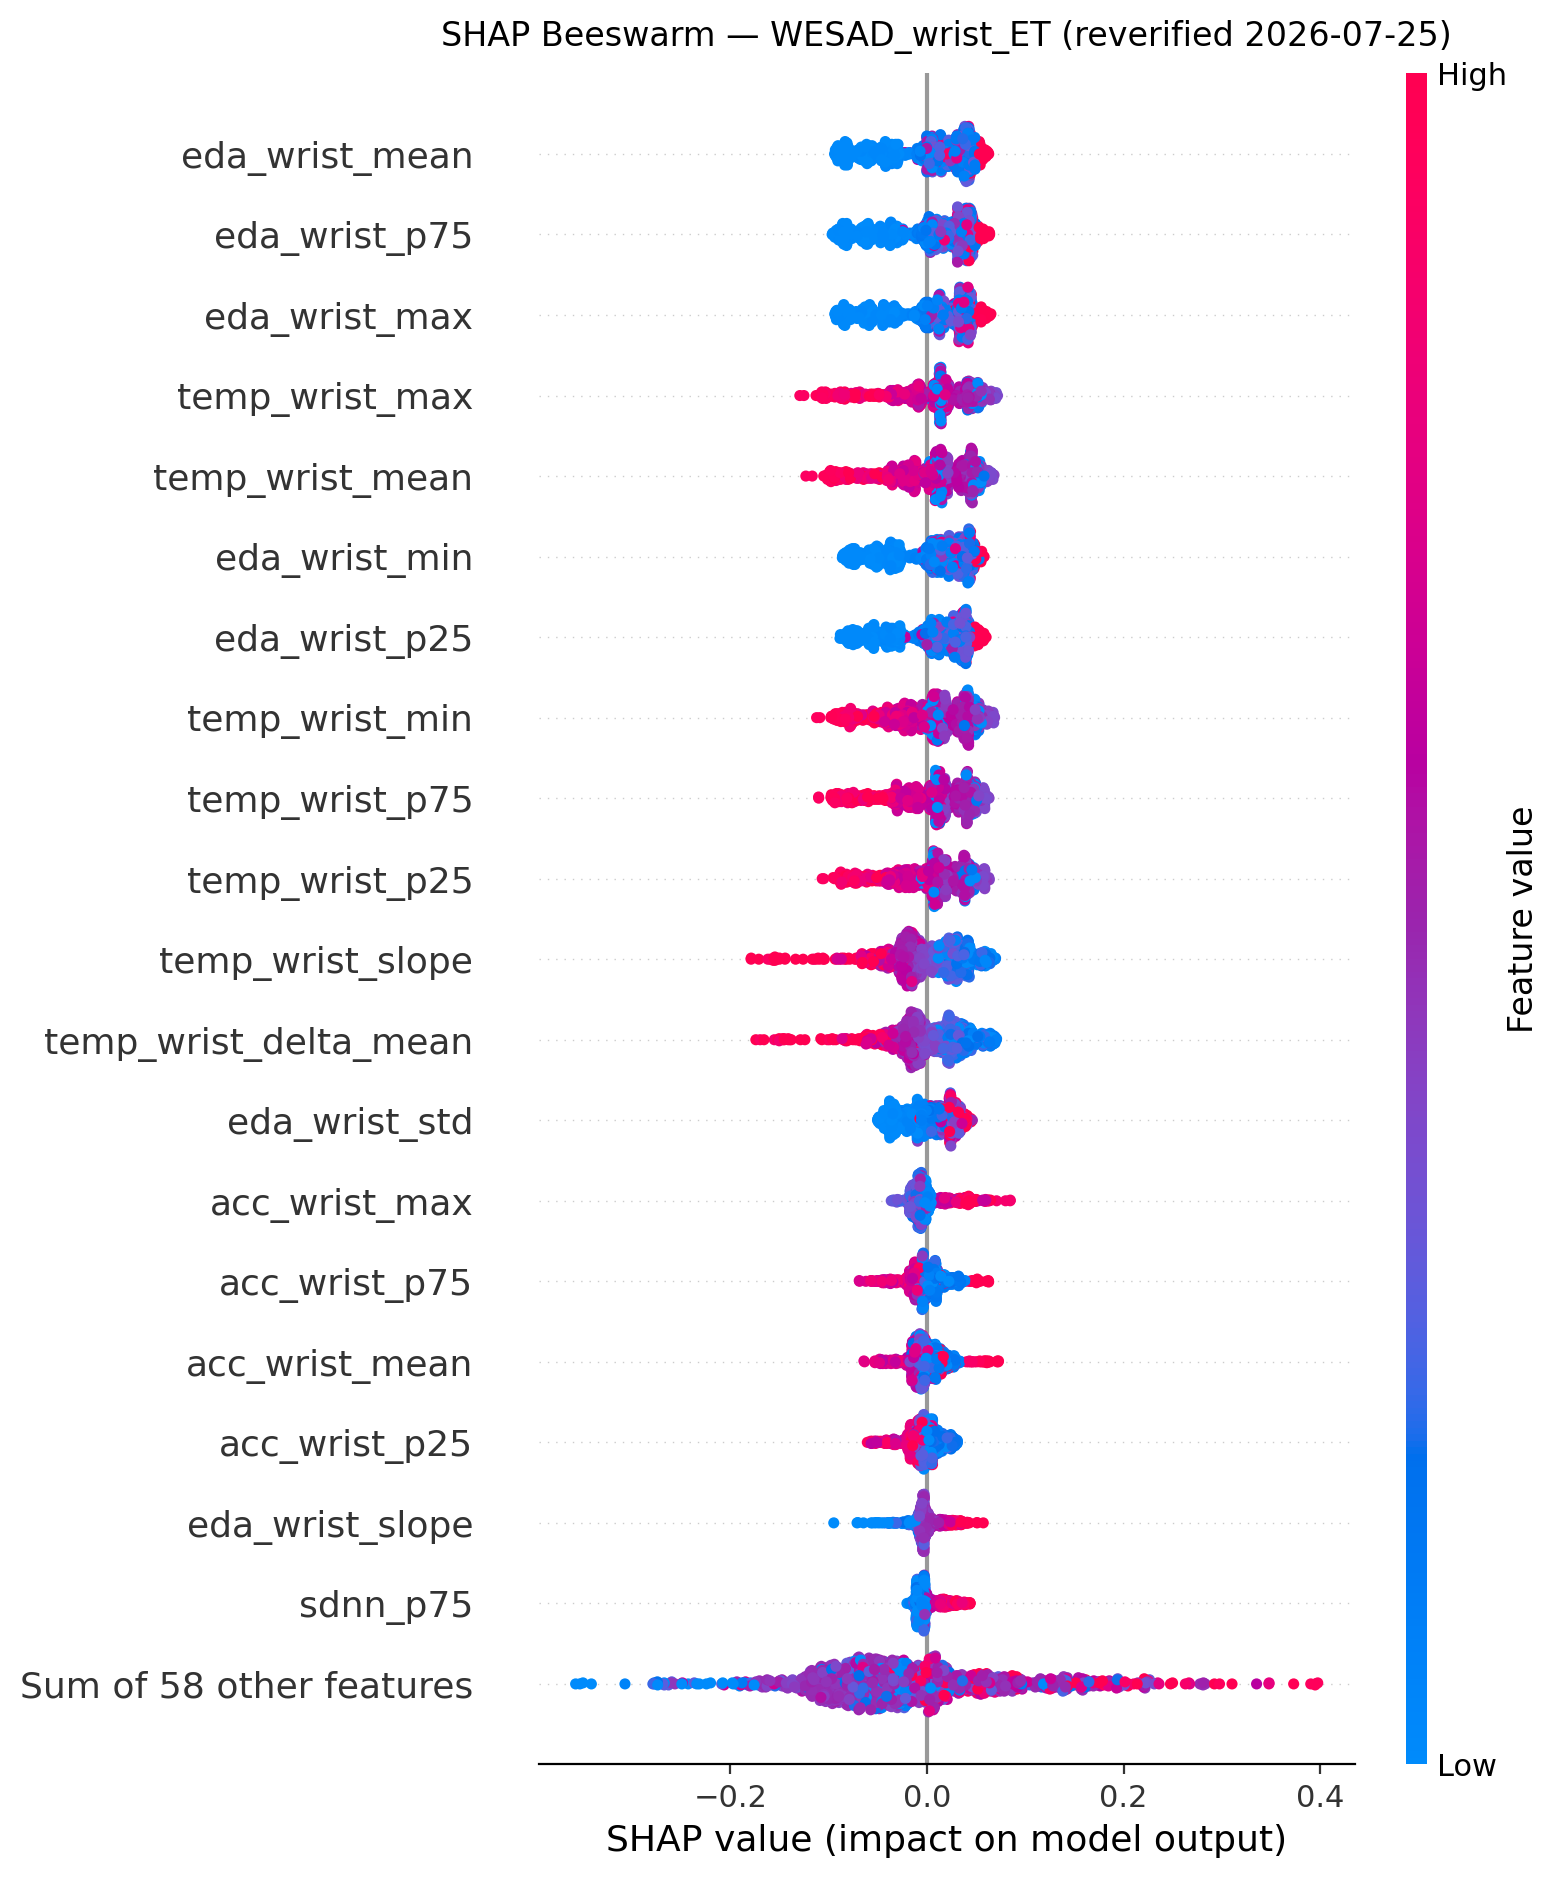 SHAP Beeswarm — WESAD_wrist_ET (reverified 2026-07-25)
High
eda_wrist_mean
eda_wrist_p75
eda_wrist_max
temp_wrist_max
temp_wrist_mean
eda_wrist_min
eda_wrist_p25
temp_wrist_min
temp_wrist_p75
temp_wrist_p25
temp_wrist_slope
temp_wrist_delta_mean
eda_wrist_std
acc_wrist_max
acc_wrist_p75
acc_wrist_mean
acc_wrist_p25
eda_wrist_slope
sdnn_p75
Sum of 58 other features
Feature value
Low
−0.2 0.0 0.2 0.4
SHAP value (impact on model output)